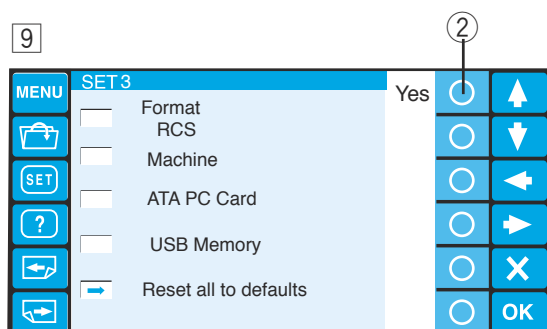 9
2
MENU
SET 3
Yes
Format
RCS
Machine
SET
ATA PC Card
?
USB Memory
Reset all to defaults
OK